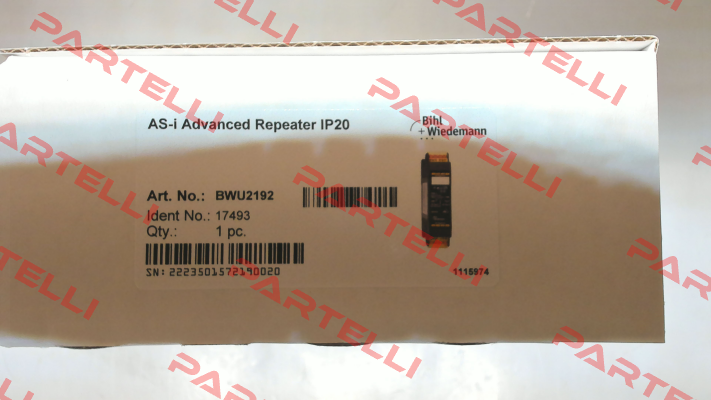 AS-i Advanced Repeater IP20
Bihl
+ Wiedemann
Art. No.: BWU2192
Ident No.: 17493
Qty.: 1 pc.
SN: 2223501572190020
1115974
PARTELLI
PARTELLI
PARTELLI
PARTELLI
PARTELLI
PARTELLI
PARTELLI
PARTELLI